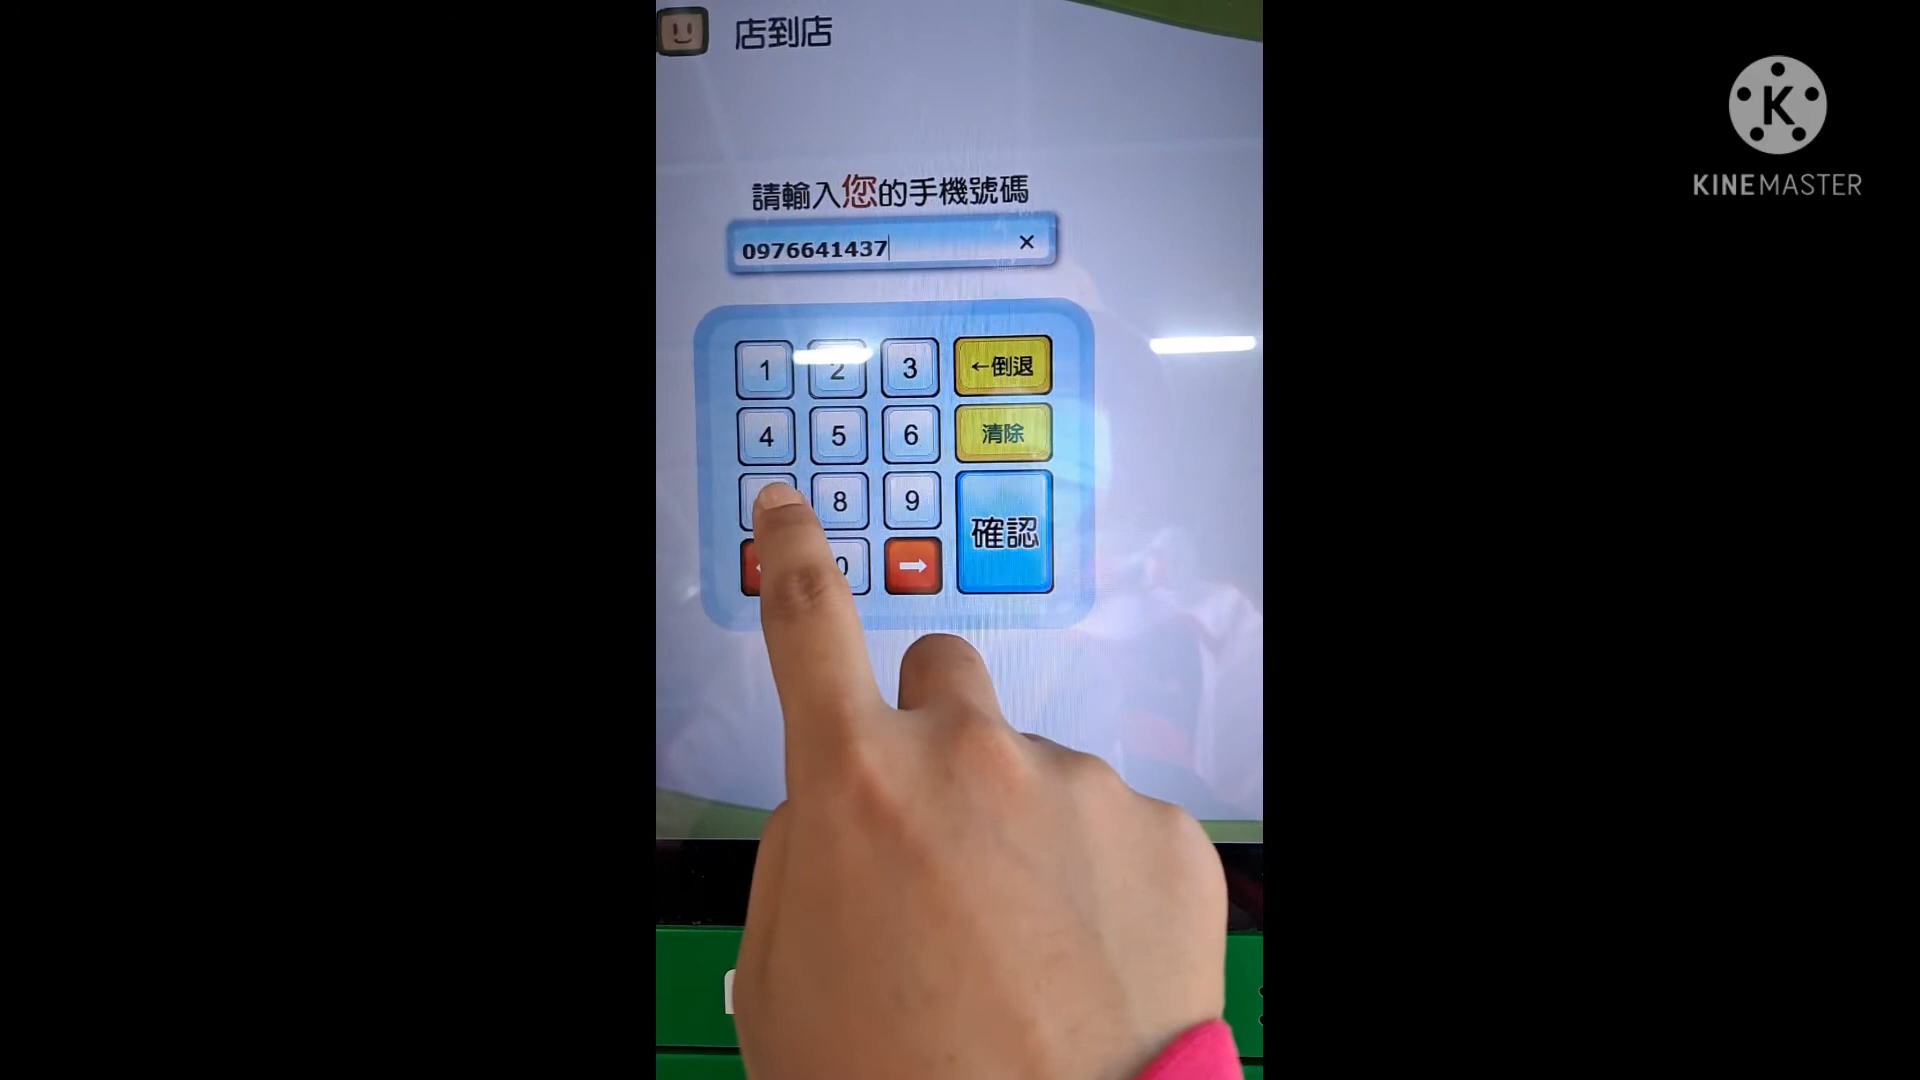 店到店
K
KINEMASTER
請輸入您的手機號碼
0976641437
×
1 2 3 ←倒退
4 5 6 清除
8 9 確認
0 →